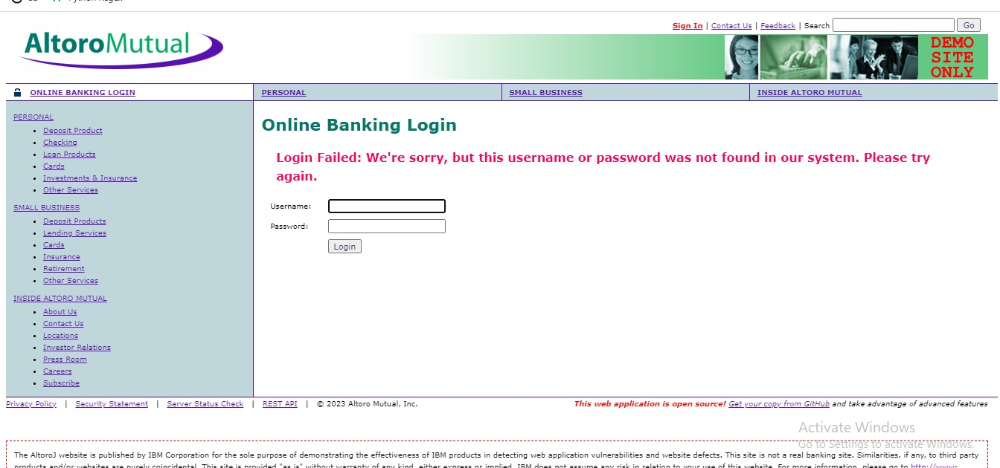 Sign In | Contact Us | Feedback | Search Go
AltoroMutual
DEMO
SITE
ONLY
ONLINE BANKING LOGIN
PERSONAL
SMALL BUSINESS
INSIDE ALTORO MUTUAL
PERSONAL
Deposit Product
Checking
Loan Products
Cards
Investments & Insurance
Other Services
SMALL BUSINESS
Deposit Products
Lending Services
Cards
Insurance
Retirement
Other Services
INSIDE ALTORO MUTUAL
About Us
Contact Us
Locations
Investor Relations
Press Room
Careers
Subscribe
Online Banking Login
Login Failed: We're sorry, but this username or password was not found in our system. Please try
again.
Username:
Password:
Login
Privacy Policy | Security Statement | Server Status Check | REST API | © 2023 Altoro Mutual, Inc.
This web application is open source! Get your copy from GitHub and take advantage of advanced features
Activate Windows
Go to Settings to activate Windows.
The AltoroJ website is published by IBM Corporation for the sole purpose of demonstrating the effectiveness of IBM products in detecting web application vulnerabilities and website defects. This site is not a real banking site. Similarities, if any, to third party
products and/or websites are purely coincidental. This site is provided "as is" without warranty of any kind, either express or implied. IBM does not assume any risk in relation to your use of this website. For more information, please go to http://www-